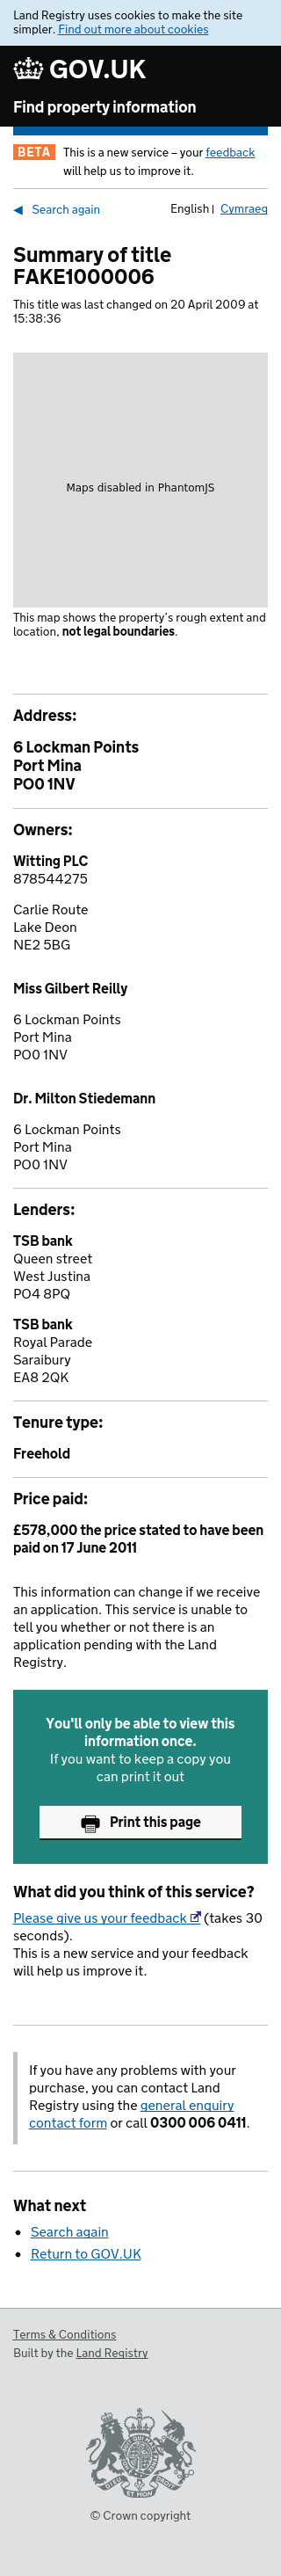 Land Registry uses cookies to make the site
simpler. Find out more about cookies
GOV.UK
Find property information
BETA This is a new service – your feedback
will help us to improve it.
◀ Search again English | Cymraeg
Summary of title
FAKE1000006
This title was last changed on 20 April 2009 at
15:38:36
Maps disabled in PhantomJS
This map shows the property's rough extent and
location, not legal boundaries.
Address:
6 Lockman Points
Port Mina
PO0 1NV
Owners:
Witting PLC
878544275
Carlie Route
Lake Deon
NE2 5BG
Miss Gilbert Reilly
6 Lockman Points
Port Mina
PO0 1NV
Dr. Milton Stiedemann
6 Lockman Points
Port Mina
PO0 1NV
Lenders:
TSB bank
Queen street
West Justina
PO4 8PQ
TSB bank
Royal Parade
Saraibury
EA8 2QK
Tenure type:
Freehold
Price paid:
£578,000 the price stated to have been
paid on 17 June 2011
This information can change if we receive
an application. This service is unable to
tell you whether or not there is an
application pending with the Land
Registry.
You'll only be able to view this
information once.
If you want to keep a copy you
can print it out
Print this page
What did you think of this service?
Please give us your feedback (takes 30
seconds).
This is a new service and your feedback
will help us improve it.
If you have any problems with your
purchase, you can contact Land
Registry using the general enquiry
contact form or call 0300 006 0411.
What next
• Search again
• Return to GOV.UK
Terms & Conditions
Built by the Land Registry
© Crown copyright